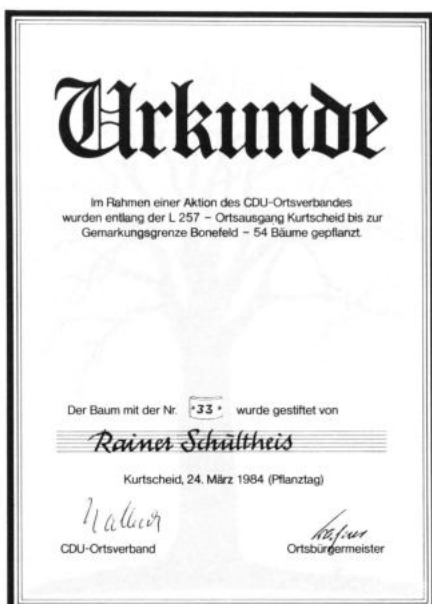 Urkunde
Im Rahmen einer Aktion des CDU-Ortsverbandes
wurden entlang der L 257 – Ortsausgang Kurtscheid bis zur
Gemarkungsgrenze Bonefeld – 54 Bäume gepflanzt.
Der Baum mit der Nr. 33 wurde gestiftet von
Rainer Schultheis
Kurtscheid, 24. März 1984 (Pflanztag)
CDU-Ortsverband Ortsbürgermeister